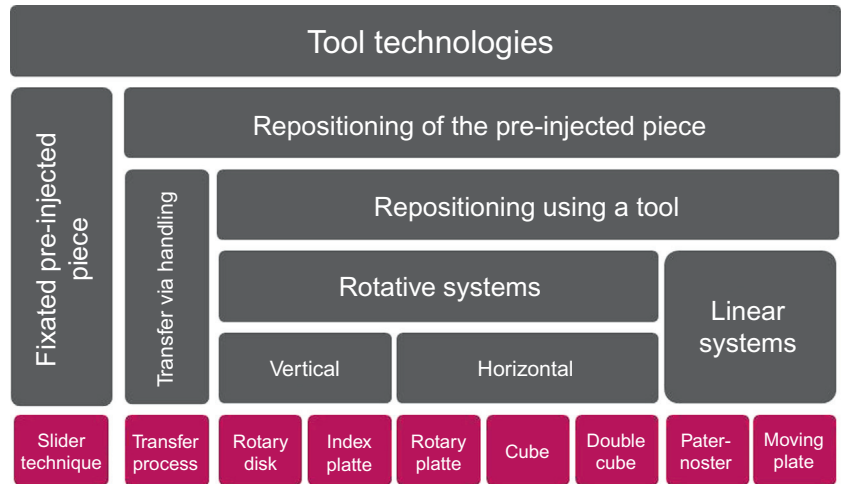 Tool technologies
Fixated pre-injected
piece
Repositioning of the pre-injected piece
Transfer via handling
Repositioning using a tool
Rotative systems
Linear
systems
Vertical
Horizontal
Slider
technique
Transfer
process
Rotary
disk
Index
platte
Rotary
platte
Cube
Double
cube
Pater-
noster
Moving
plate